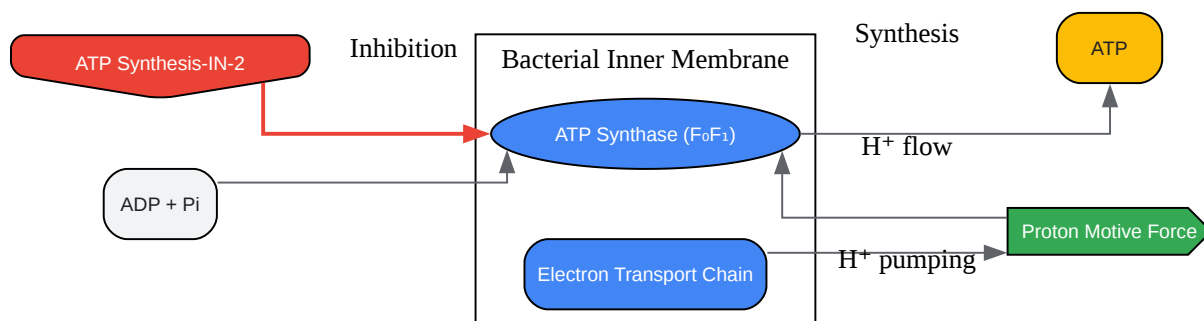 Synthesis
ATP
Inhibition
ATP Synthesis-IN-2
Bacterial Inner Membrane
ATP Synthase (F₀F₁)
H⁺ flow
ADP + Pi
Proton Motive Force
H⁺ pumping
Electron Transport Chain